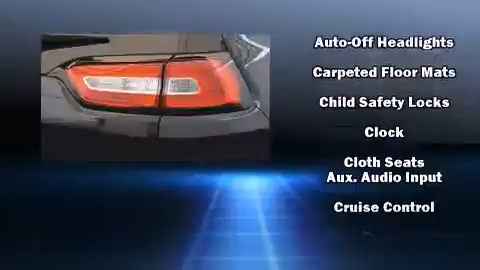 Auto-Off Headlights
Carpeted Floor Mats
Child Safety Locks
Clock
Cloth Seats
Aux. Audio Input
Cruise Control